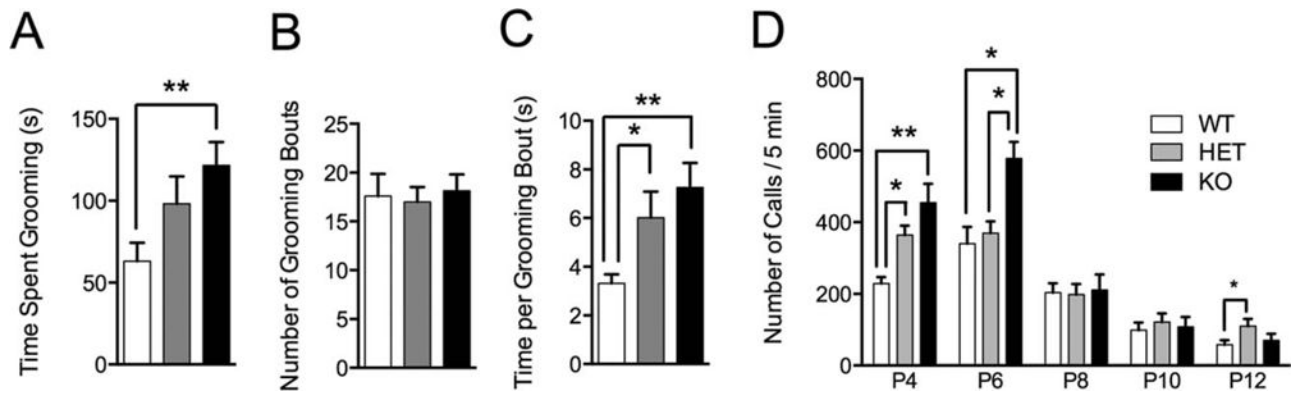 A
Time Spent Grooming (s)
150
100
50
0
**
B
Number of Grooming Bouts
25
20
15
10
5
0
C
Time per Grooming Bout (s)
10
8
6
4
2
0
**
*
D
Number of Calls / 5 min
800
600
400
200
0
**
*
*
*
*
P4
P6
P8
P10
P12
WT
HET
KO